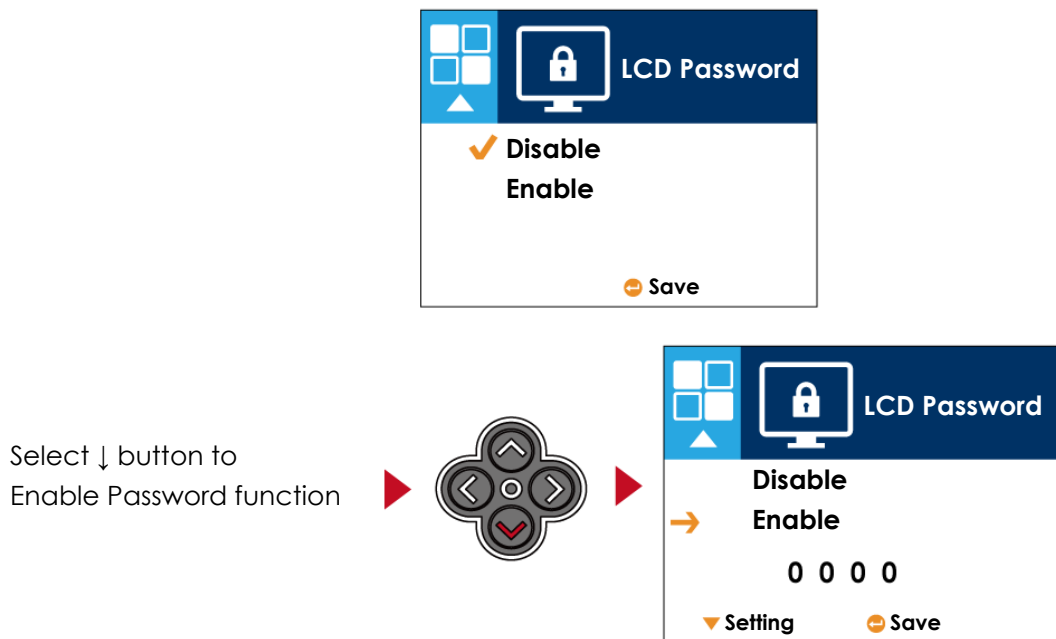 LCD Password
Disable
Enable
Save
Select ↓ button to
Enable Password function
LCD Password
Disable
Enable
0 0 0 0
Setting Save